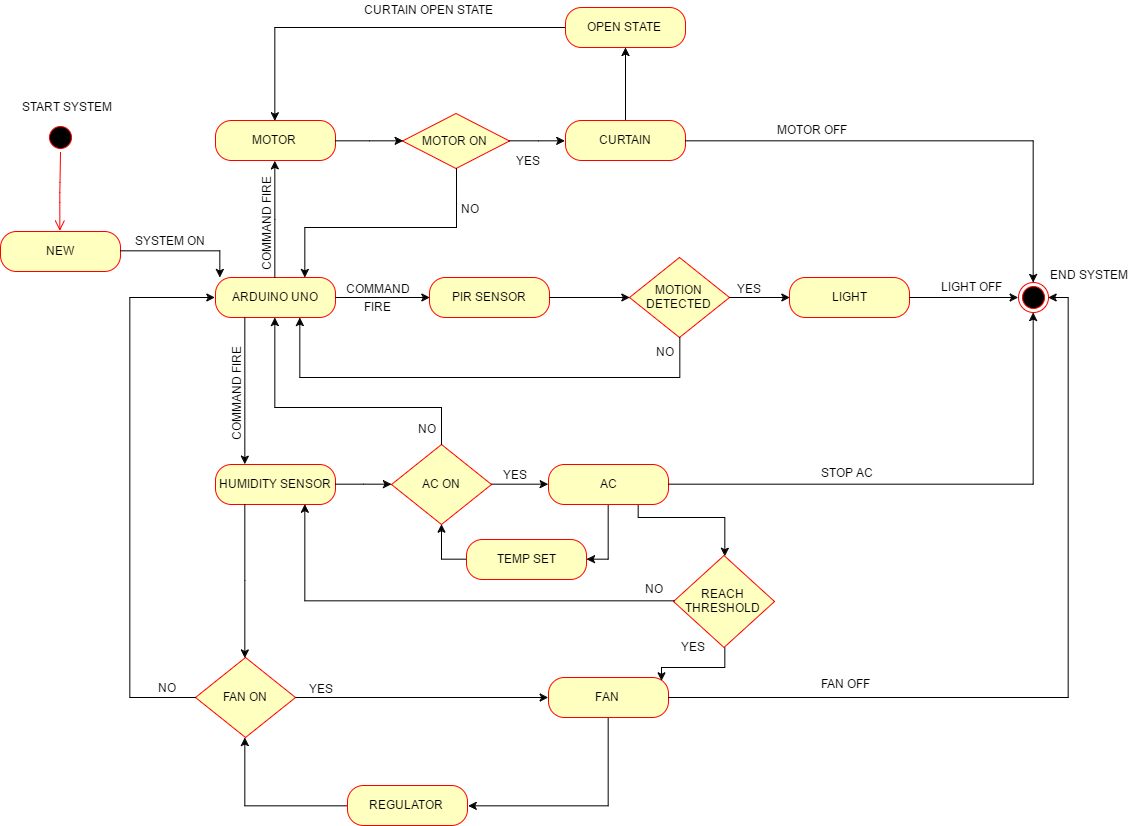 CURTAIN OPEN STATE
OPEN STATE
START SYSTEM
MOTOR
MOTOR ON
YES
CURTAIN
MOTOR OFF
NO
COMMAND FIRE
NEW
SYSTEM ON
ARDUINO UNO
COMMAND
FIRE
PIR SENSOR
MOTION
DETECTED
YES
LIGHT
LIGHT OFF
END SYSTEM
NO
COMMAND FIRE
NO
HUMIDITY SENSOR
AC ON
YES
AC
STOP AC
TEMP SET
REACH
THRESHOLD
NO
YES
NO
FAN ON
YES
FAN
FAN OFF
REGULATOR